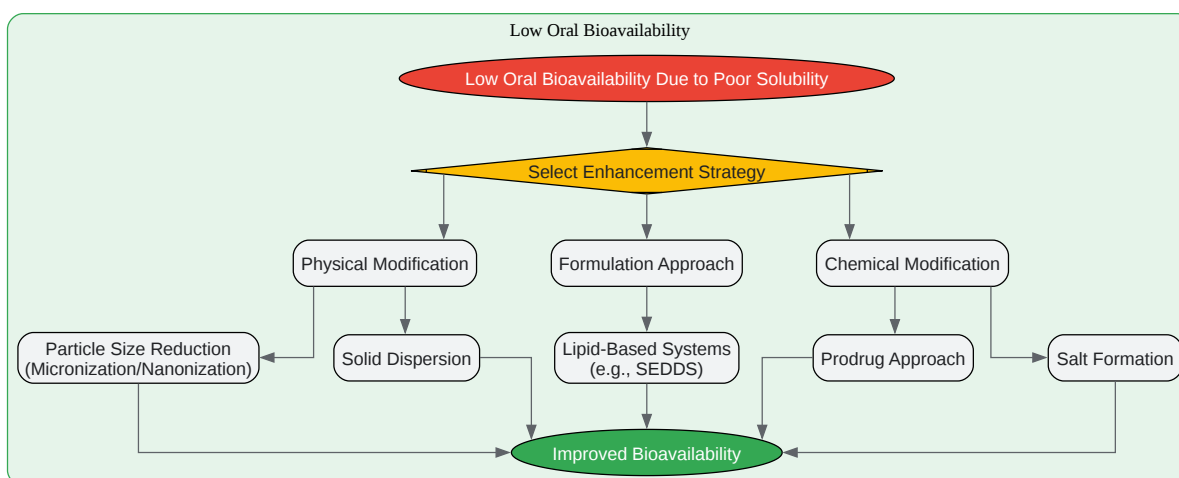 Low Oral Bioavailability
Low Oral Bioavailability Due to Poor Solubility
Select Enhancement Strategy
Physical Modification
Formulation Approach
Chemical Modification
Particle Size Reduction
(Micronization/Nanonization)
Solid Dispersion
Lipid-Based Systems
(e.g., SEDDS)
Prodrug Approach
Salt Formation
Improved Bioavailability